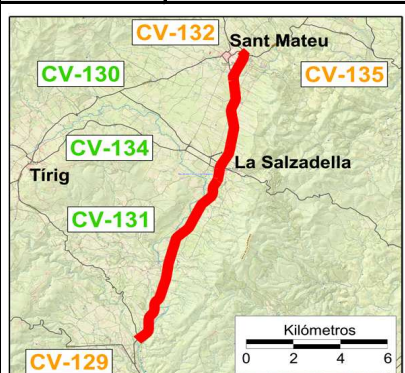 CV-132
Sant Mateu
CV-130
CV-135
CV-134
La Salzadella
Tírig
CV-131
Kilómetros
0 2 4 6
CV-129